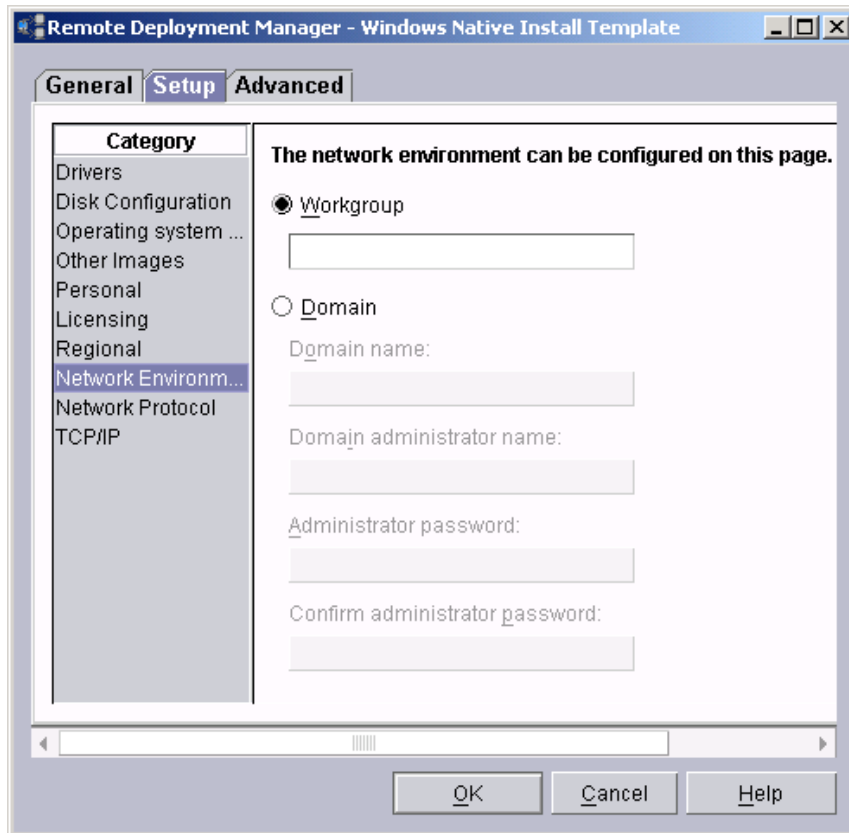 Remote Deployment Manager - Windows Native Install Template
General Setup Advanced
Category
Drivers
Disk Configuration
Operating system ...
Other Images
Personal
Licensing
Regional
Network Environm...
Network Protocol
TCP/IP
The network environment can be configured on this page.
Workgroup
Domain
Domain name:
Domain administrator name:
Administrator password:
Confirm administrator password:
OK Cancel Help